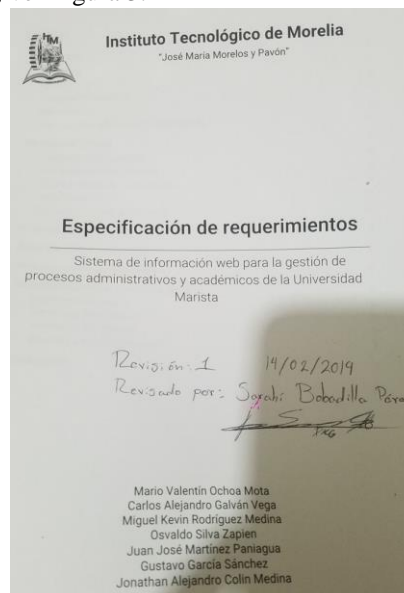 Instituto Tecnológico de Morelia
"José María Morelos y Pavón"
Especificación de requerimientos
Sistema de información web para la gestión de
procesos administrativos y académicos de la Universidad
Marista
Revisión: 1 14/02/2019
Revisado por: Sarahi Bobadilla
Mario Valentín Ochoa Mota
Carlos Alejandro Galván Vega
Miguel Kevin Rodríguez Medina
Osvaldo Silva Zapien
Juan José Martínez Paniagua
Gustavo García Sánchez
Jonathan Alejandro Colín Medina